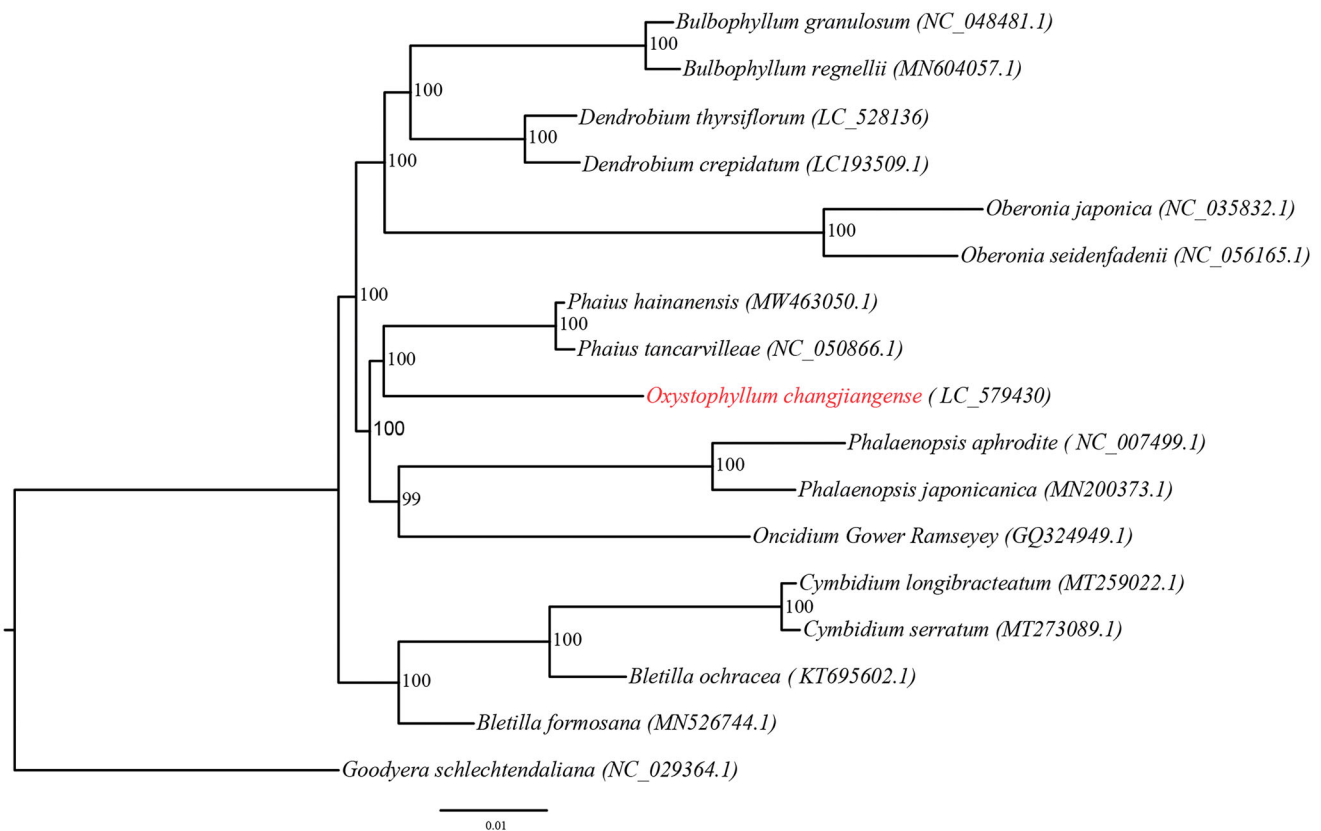 Bulbophyllum granulosum (NC_048481.1)
100
Bulbophyllum regnellii (MN604057.1)
100
Dendrobium thyrsiflorum (LC_528136)
100
Dendrobium crepidatum (LC193509.1)
100
Oberonia japonica (NC_035832.1)
100
Oberonia seidenfadenii (NC_056165.1)
100
Phaius hainanensis (MW463050.1)
100
Phaius tancarvilleae (NC_050866.1)
100
Oxystophyllum changjiangense ( LC_579430)
100
Phalaenopsis aphrodite ( NC_007499.1)
100
Phalaenopsis japonicanica (MN200373.1)
99
Oncidium Gower Ramseyey (GQ324949.1)
Cymbidium longibracteatum (MT259022.1)
100
Cymbidium serratum (MT273089.1)
100
Bletilla ochracea ( KT695602.1)
100
Bletilla formosana (MN526744.1)
Goodyera schlechtendaliana (NC_029364.1)
0.01